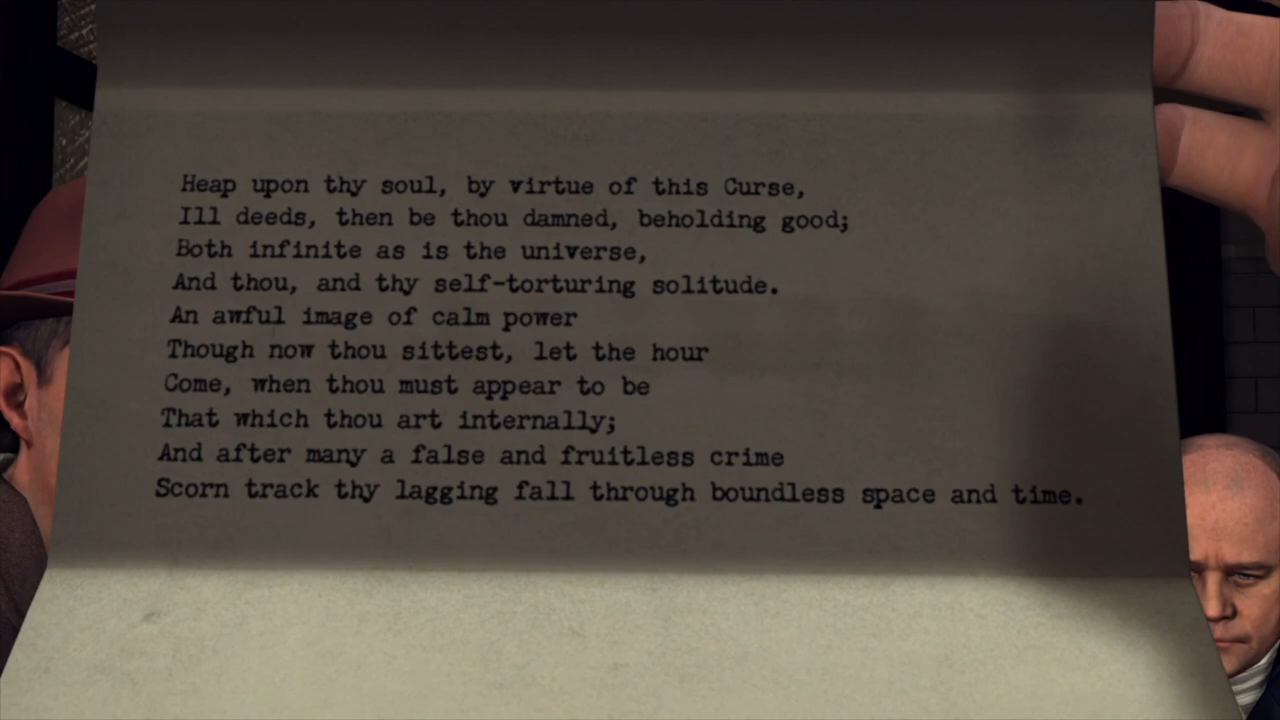 Heap upon thy soul, by virtue of this Curse,
Ill deeds, then be thou damned, beholding good;
Both infinite as is the universe,
And thou, and thy self-torturing solitude.
An awful image of calm power
Though now thou sittest, let the hour
Come, when thou must appear to be
That which thou art internally;
And after many a false and fruitless crime
Scorn track thy lagging fall through boundless space and time.